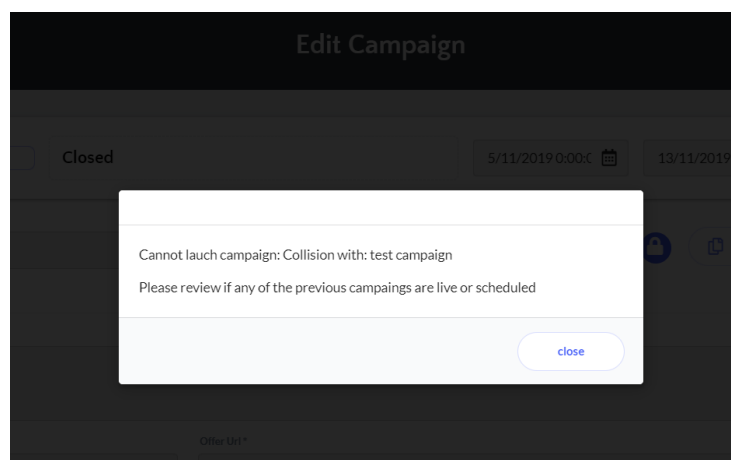 Edit Campaign
Closed
5/11/2019 0:00:0
13/11/2019
Cannot lauch campaign: Collision with: test campaign
Please review if any of the previous campaings are live or scheduled
close
Offer Url *